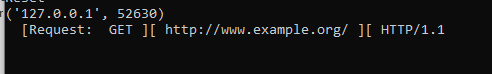 ('127.0.0.1', 52630)
[Request:  GET ][ http://www.example.org/ ][ HTTP/1.1